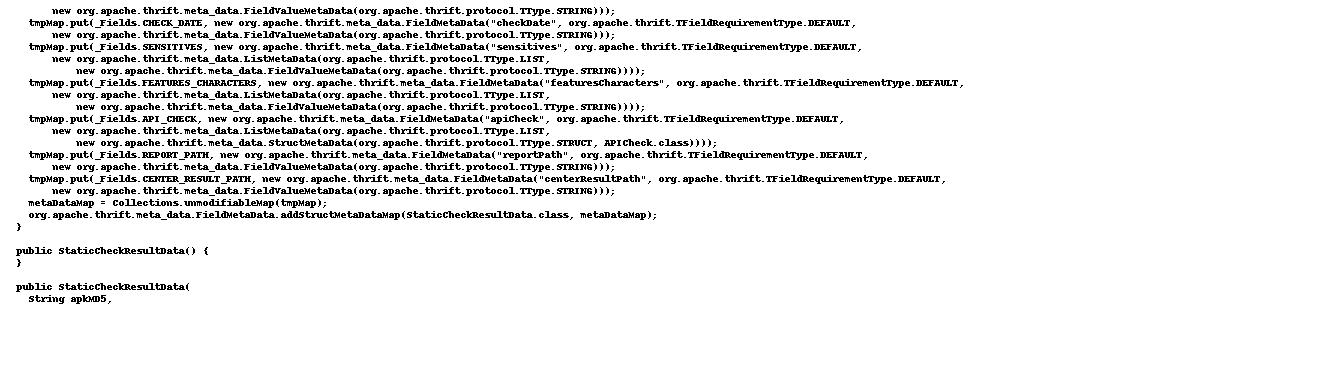 new org.apache.thrift.meta_data.FieldValueMetaData(org.apache.thrift.protocol.TType.STRING)));
tmpMap.put(_Fields.CHECK_DATE, new org.apache.thrift.meta_data.FieldMetaData("checkDate", org.apache.thrift.TFieldRequirementType.DEFAULT,
new org.apache.thrift.meta_data.FieldValueMetaData(org.apache.thrift.protocol.TType.STRING)));
tmpMap.put(_Fields.SENSITIVES, new org.apache.thrift.meta_data.FieldMetaData("sensitives", org.apache.thrift.TFieldRequirementType.DEFAULT,
new org.apache.thrift.meta_data.ListMetaData(org.apache.thrift.protocol.TType.LIST,
new org.apache.thrift.meta_data.FieldValueMetaData(org.apache.thrift.protocol.TType.STRING))));
tmpMap.put(_Fields.FEATURES_CHARACTERS, new org.apache.thrift.meta_data.FieldMetaData("featuresCharacters", org.apache.thrift.TFieldRequirementType.DEFAULT,
new org.apache.thrift.meta_data.ListMetaData(org.apache.thrift.protocol.TType.LIST,
new org.apache.thrift.meta_data.FieldValueMetaData(org.apache.thrift.protocol.TType.STRING))));
tmpMap.put(_Fields.API_CHECK, new org.apache.thrift.meta_data.FieldMetaData("apiCheck", org.apache.thrift.TFieldRequirementType.DEFAULT,
new org.apache.thrift.meta_data.ListMetaData(org.apache.thrift.protocol.TType.LIST,
new org.apache.thrift.meta_data.StructMetaData(org.apache.thrift.protocol.TType.STRUCT, APICheck.class))));
tmpMap.put(_Fields.REPORT_PATH, new org.apache.thrift.meta_data.FieldMetaData("reportPath", org.apache.thrift.TFieldRequirementType.DEFAULT,
new org.apache.thrift.meta_data.FieldValueMetaData(org.apache.thrift.protocol.TType.STRING)));
tmpMap.put(_Fields.CENTER_RESULT_PATH, new org.apache.thrift.meta_data.FieldMetaData("centerResultPath", org.apache.thrift.TFieldRequirementType.DEFAULT,
new org.apache.thrift.meta_data.FieldValueMetaData(org.apache.thrift.protocol.TType.STRING)));
metaDataMap = Collections.unmodifiableMap(tmpMap);
org.apache.thrift.meta_data.FieldMetaData.addStructMetaDataMap(StaticCheckResultData.class, metaDataMap);
}
public StaticCheckResultData() {
}
public StaticCheckResultData(
String apkMD5,